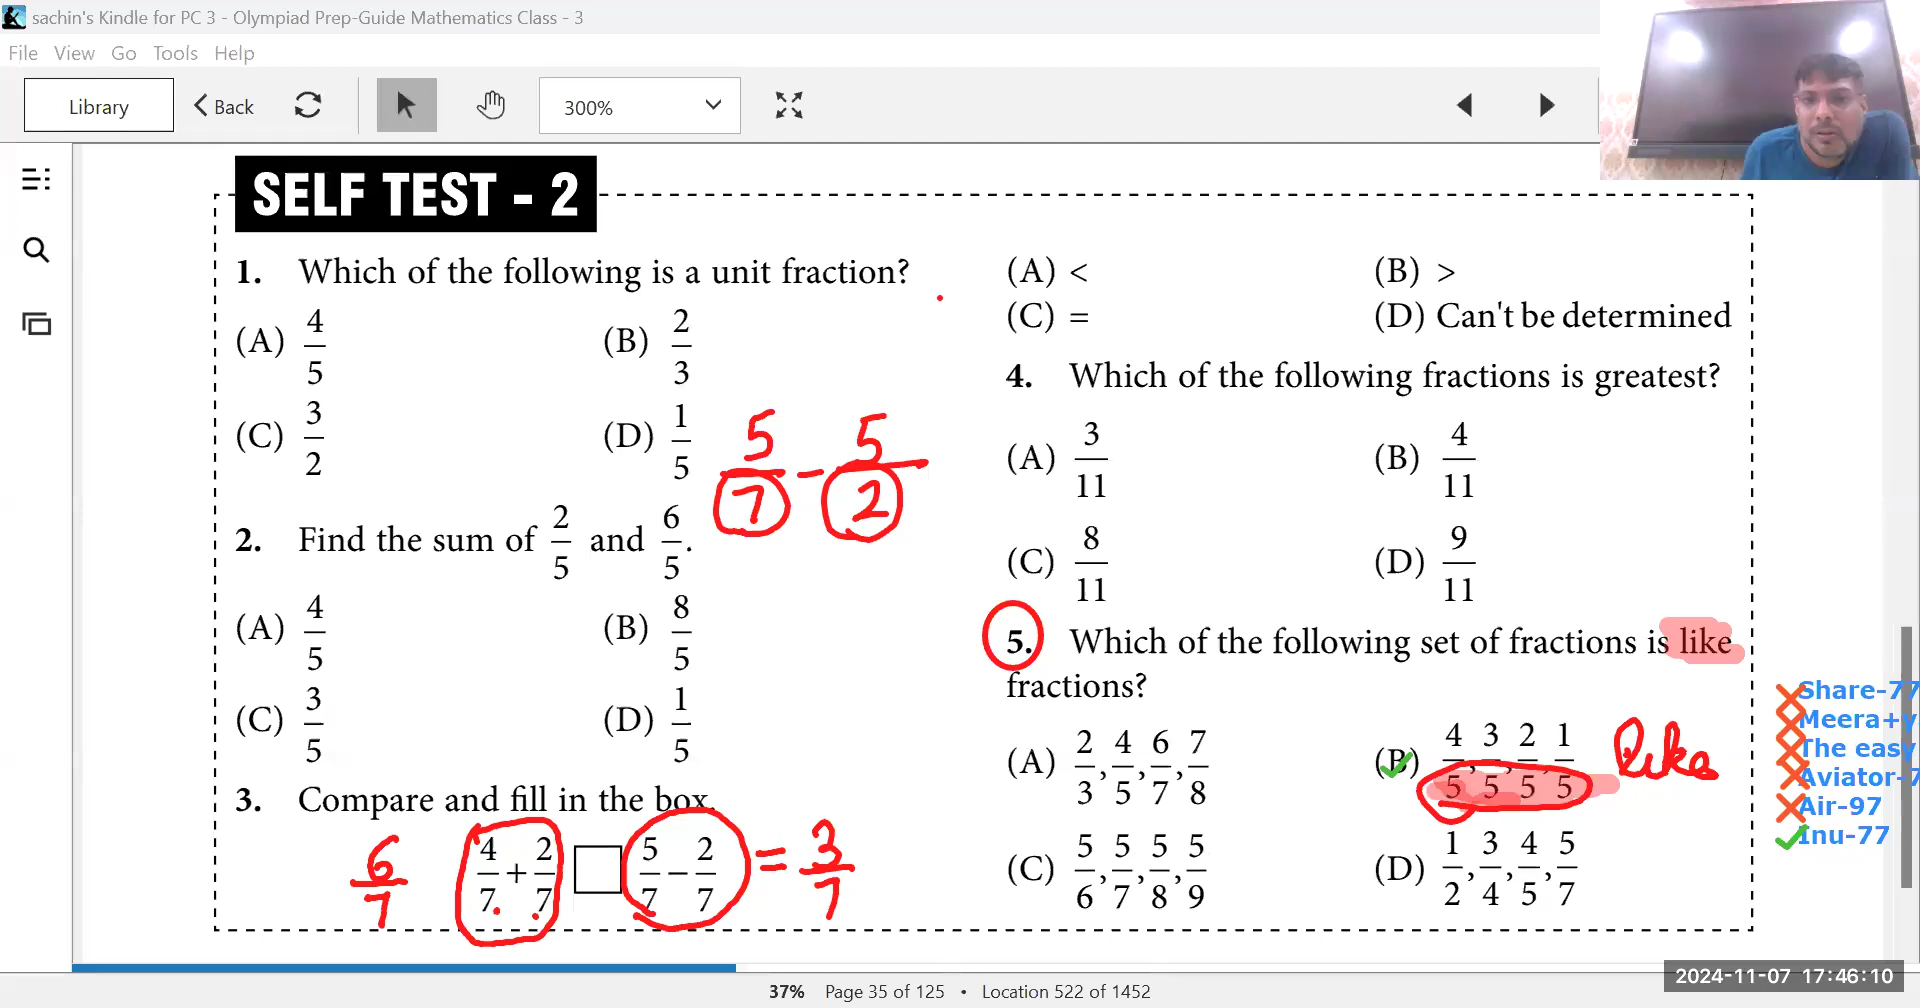 sachin's Kindle for PC 3 - Olympiad Prep-Guide Mathematics Class - 3
File View Go Tools Help
Library Back 300%
SELF TEST - 2
1. Which of the following is a unit fraction?
(A) 4/5 (B) 2/3
(C) 3/2 (D) 1/5
5/7 - 5/2
2. Find the sum of 2/5 and 6/5.
(A) 4/5 (B) 8/5
(C) 3/5 (D) 1/5
3. Compare and fill in the box.
6/7 4/7 + 2/7 □ 5/7 − 2/7 = 3/7
(A) < (B) >
(C) = (D) Can't be determined
4. Which of the following fractions is greatest?
(A) 3/11 (B) 4/11
(C) 8/11 (D) 9/11
5. Which of the following set of fractions is like
fractions?
(A) 2/3, 4/5, 6/7, 7/8 (B) 4/5, 3/5, 2/5, 1/5 Like
(C) 5/6, 5/7, 5/8, 5/9 (D) 1/2, 3/4, 4/5, 5/7
Share-77
Meera+y
The easy
Aviator-7
Air-97
Inu-77
2024-11-07 17:46:10
37% Page 35 of 125 • Location 522 of 1452